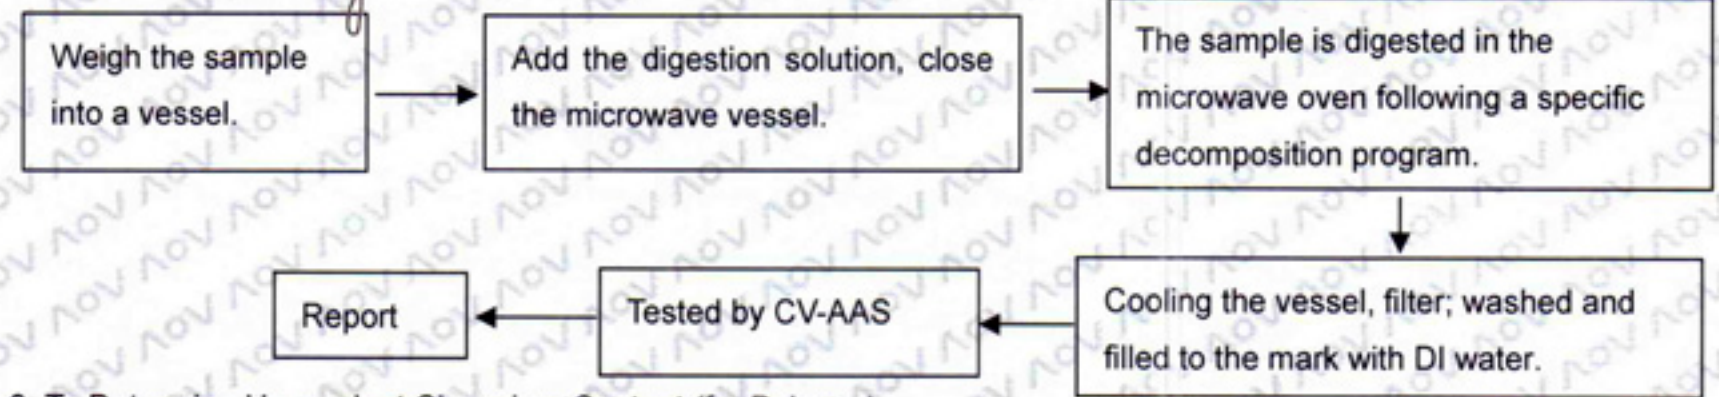 Weigh the sample
into a vessel.
Add the digestion solution, close
the microwave vessel.
The sample is digested in the
microwave oven following a specific
decomposition program.
Cooling the vessel, filter; washed and
filled to the mark with DI water.
Tested by CV-AAS
Report